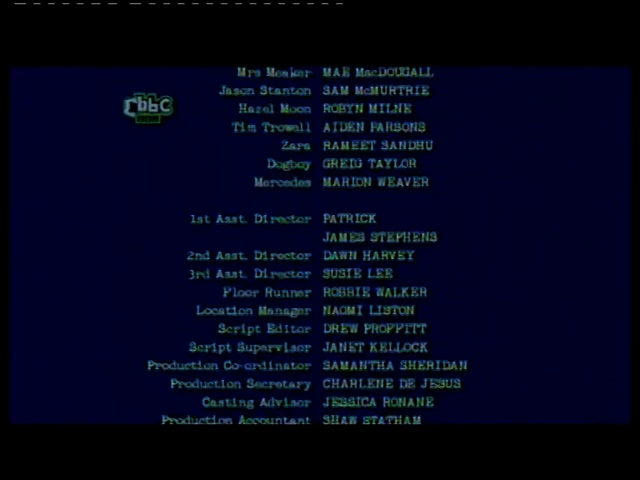 Mrs Meaker MAE MacDOUGALL
Jason Stanton SAM McMURTRIE
cbbc
Hazel Moon ROBYN MILNE
Tim Trowell AIDEN PARSONS
Zara RAMEET SANDHU
Dogboy GREIG TAYLOR
Mercedes MARION WEAVER
1st Asst. Director PATRICK
JAMES STEPHENS
2nd Asst. Director DAWN HARVEY
3rd Asst. Director SUSIE LEE
Floor Runner ROBBIE WALKER
Location Manager NAOMI LISTON
Script Editor DREW PROPPITT
Script Supervisor JANET KELLOCK
Production Co-ordinator SAMANTHA SHERIDAN
Production Secretary CHARLENE DE JESUS
Casting Advisor JESSICA RONANE
Production Accountant SHAW STATHAM